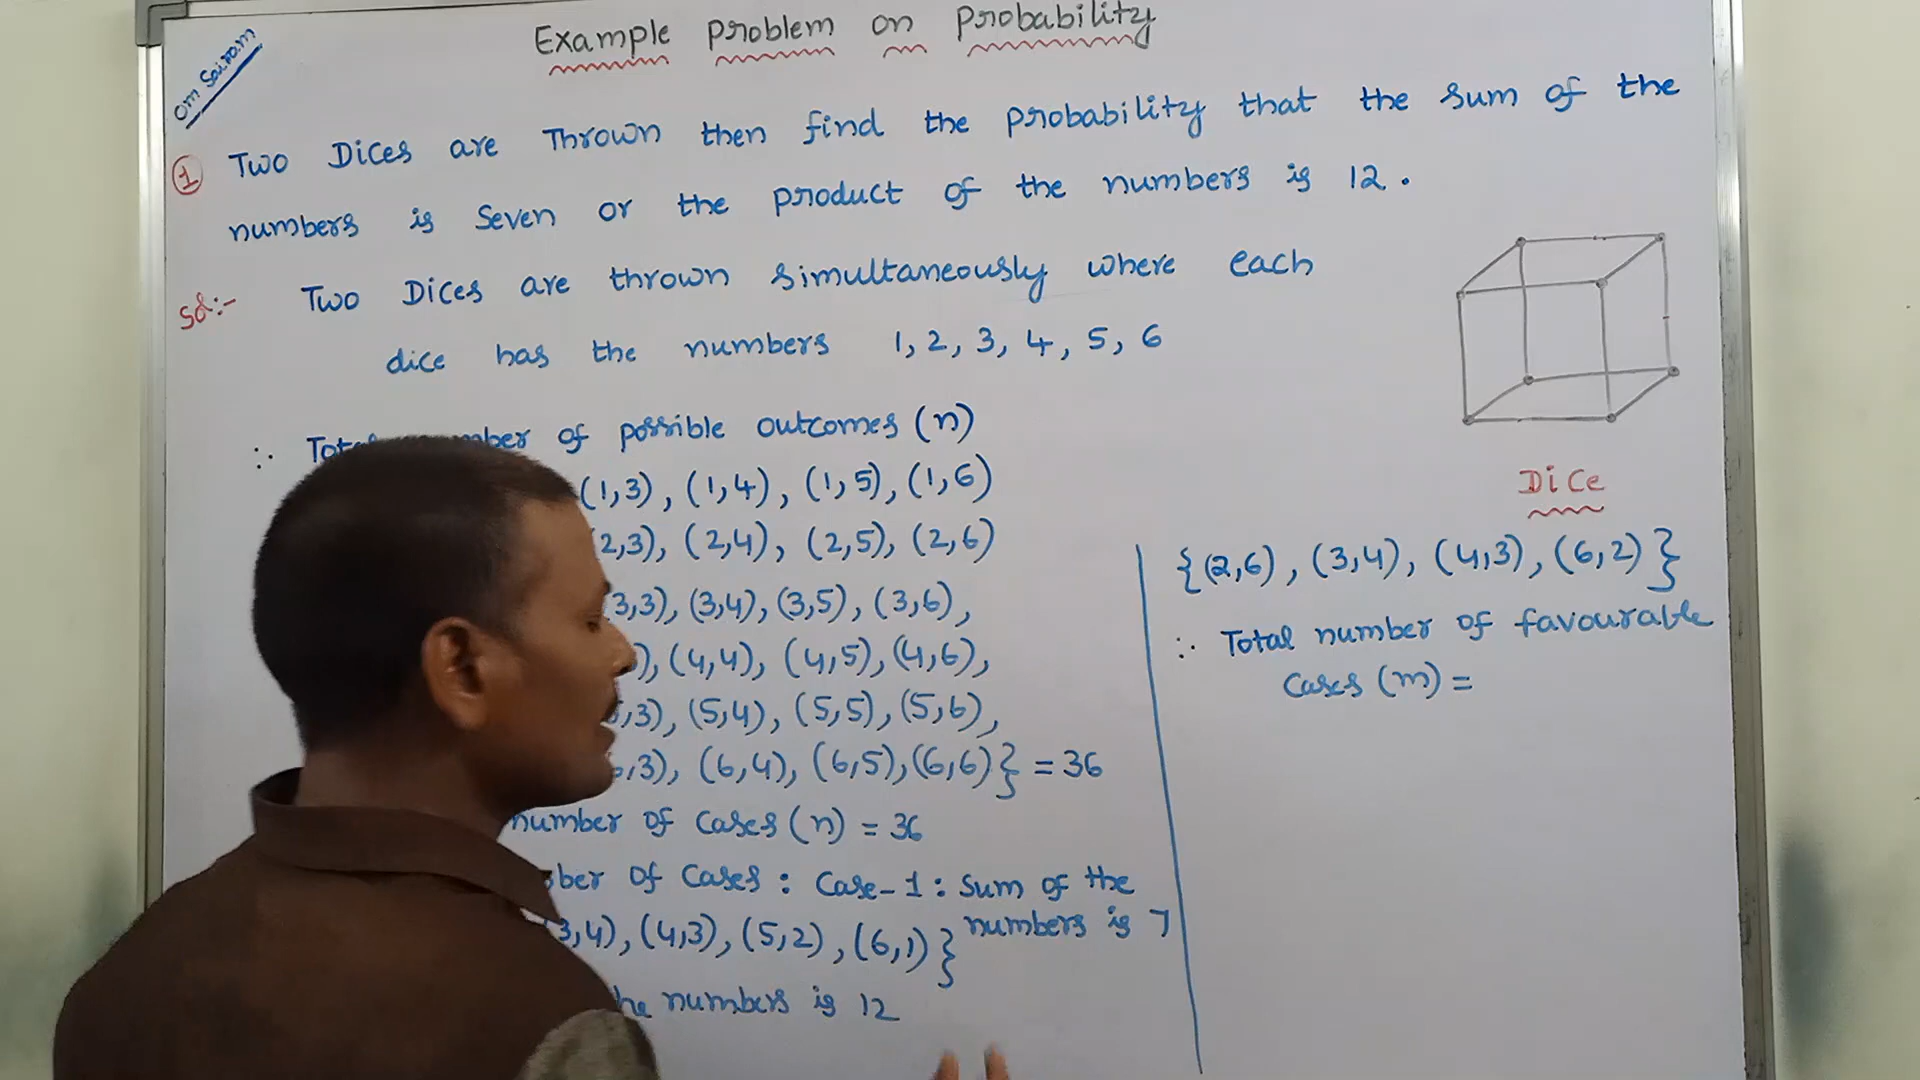 Om Sairam
Example Problem on Probability
① Two Dices are Thrown then find the probability that the sum of the
numbers is Seven or the product of the numbers is 12.
Sol:- Two Dices are thrown simultaneously where each
dice has the numbers 1, 2, 3, 4, 5, 6
∴ of possible outcomes (n)
(1,3), (1,4), (1,5), (1,6)
2,3), (2,4), (2,5), (2,6)
3,3), (3,4), (3,5), (3,6),
), (4,4), (4,5), (4,6),
,3), (5,4), (5,5), (5,6),
,3), (6,4), (6,5), (6,6)} = 36
number of Cases (n) = 36
of Cases : Case-1: Sum of the
numbers is 7
3,4), (4,3), (5,2), (6,1)}
the numbers is 12
Dice
{(2,6), (3,4), (4,3), (6,2)}
∴ Total number of favourable
Cases (m) =